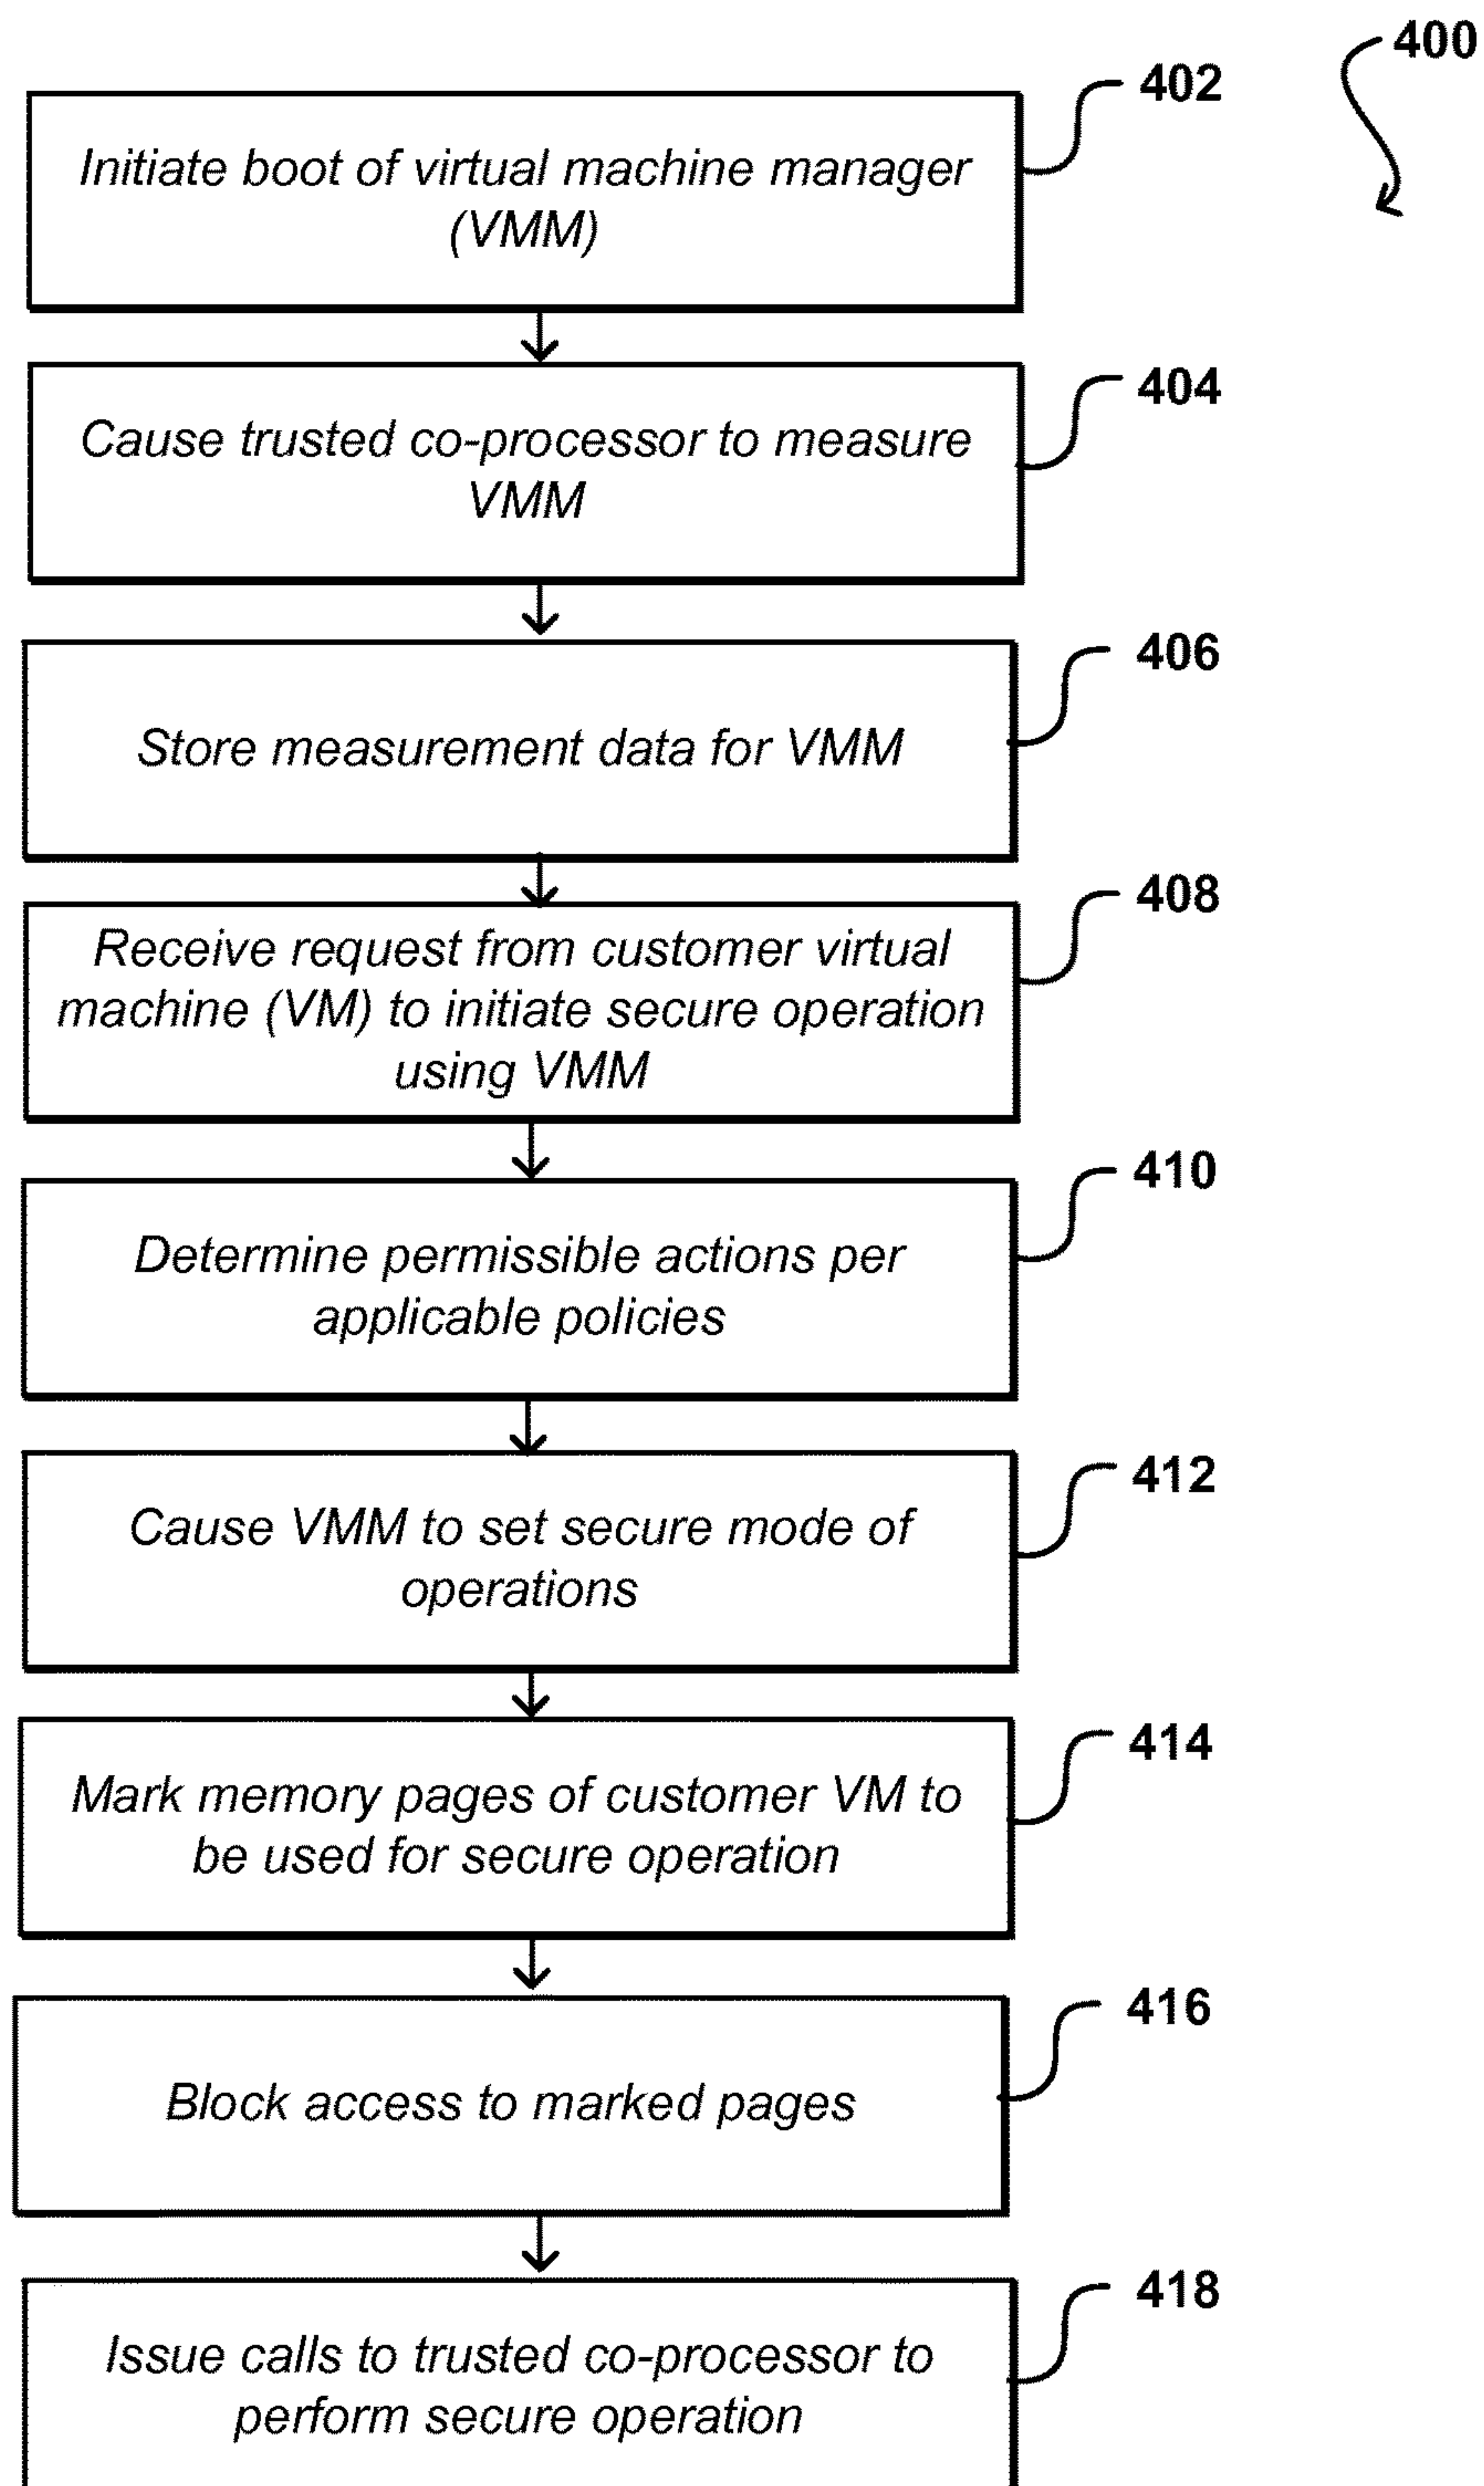 400
402
Initiate boot of virtual machine manager
(VMM)
404
Cause trusted co-processor to measure
VMM
406
Store measurement data for VMM
408
Receive request from customer virtual
machine (VM) to initiate secure operation
using VMM
410
Determine permissible actions per
applicable policies
412
Cause VMM to set secure mode of
operations
414
Mark memory pages of customer VM to
be used for secure operation
416
Block access to marked pages
418
Issue calls to trusted co-processor to
perform secure operation